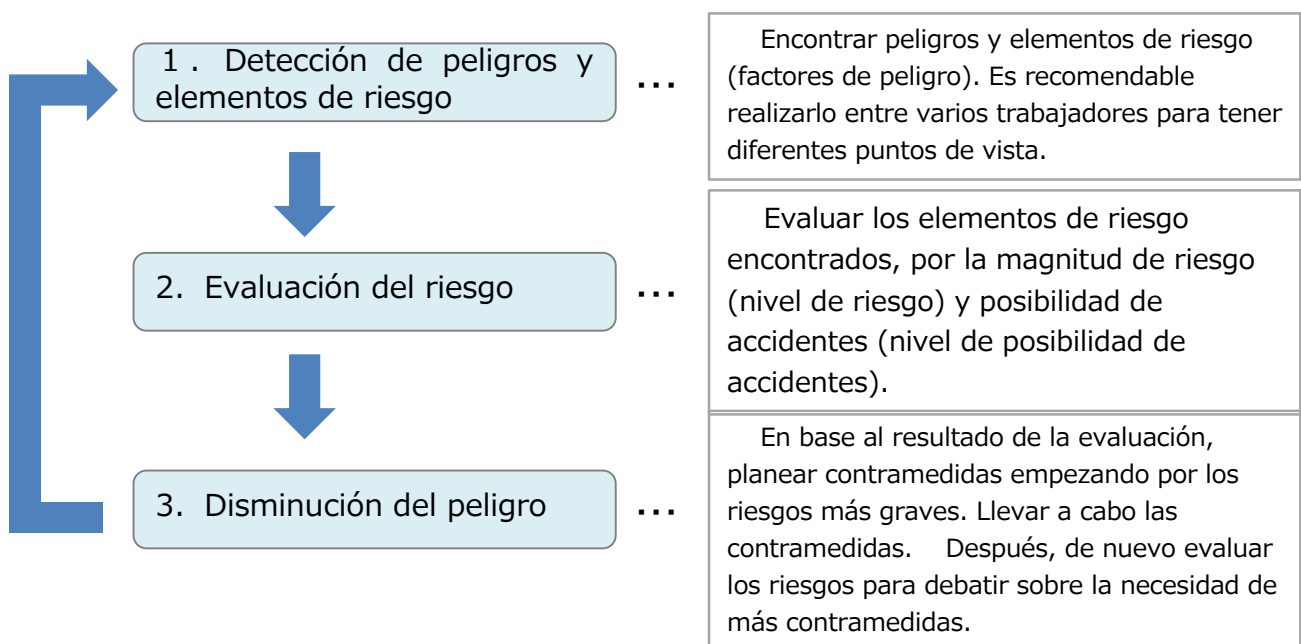 １． Detección de peligros y
elementos de riesgo
...
Encontrar peligros y elementos de riesgo
(factores de peligro). Es recomendable
realizarlo entre varios trabajadores para tener
diferentes puntos de vista.
2. Evaluación del riesgo
...
Evaluar los elementos de riesgo
encontrados, por la magnitud de riesgo
(nivel de riesgo) y posibilidad de
accidentes (nivel de posibilidad de
accidentes).
3. Disminución del peligro
...
En base al resultado de la evaluación,
planear contramedidas empezando por los
riesgos más graves. Llevar a cabo las
contramedidas. Después, de nuevo evaluar
los riesgos para debatir sobre la necesidad de
más contramedidas.